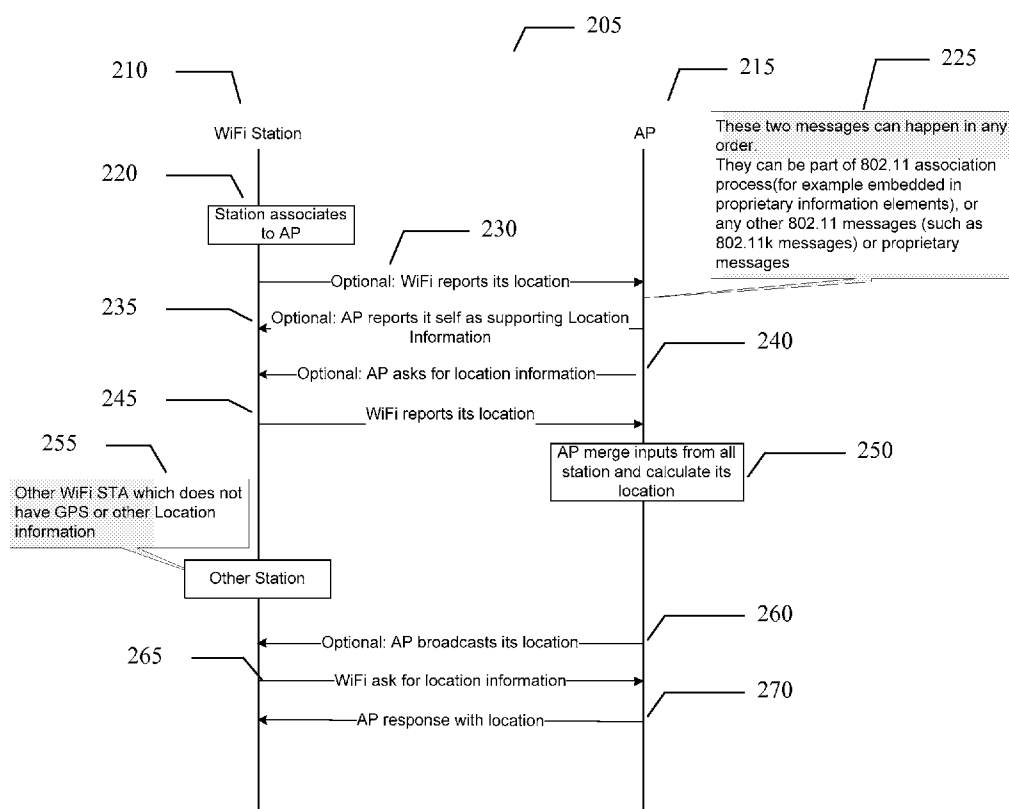 205
210
215
225
WiFi Station
AP
These two messages can happen in any
order.
They can be part of 802.11 association
process(for example embedded in
proprietary information elements), or
any other 802.11 messages (such as
802.11k messages) or proprietary
messages
220
Station associates
to AP
230
Optional: WiFi reports its location
235
Optional: AP reports it self as supporting Location
Information
240
Optional: AP asks for location information
245
WiFi reports its location
250
AP merge inputs from all
station and calculate its
location
255
Other WiFi STA which does not
have GPS or other Location
information
Other Station
260
Optional: AP broadcasts its location
265
WiFi ask for location information
270
AP response with location